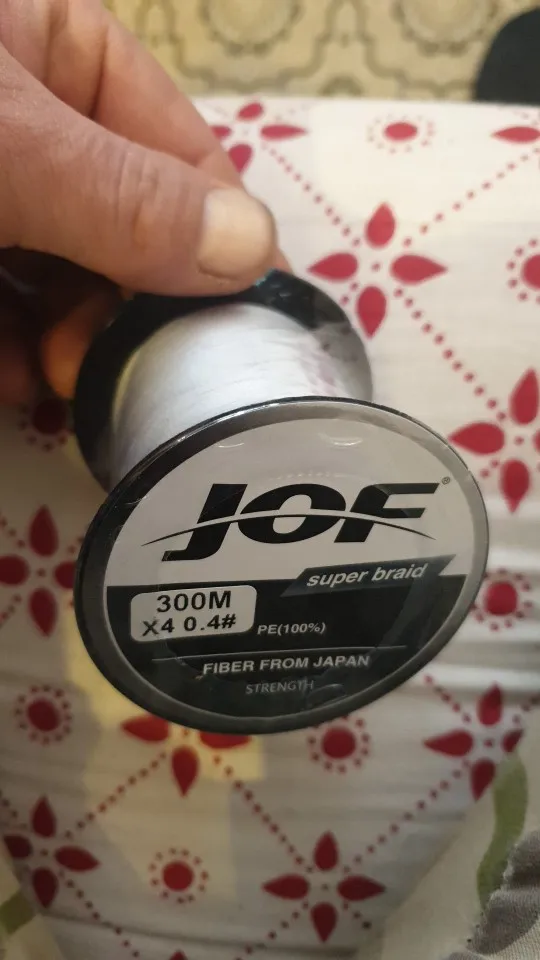 JOF®
super braid
300M
X4 0.4#
PE(100%)
FIBER FROM JAPAN
STRENGTH